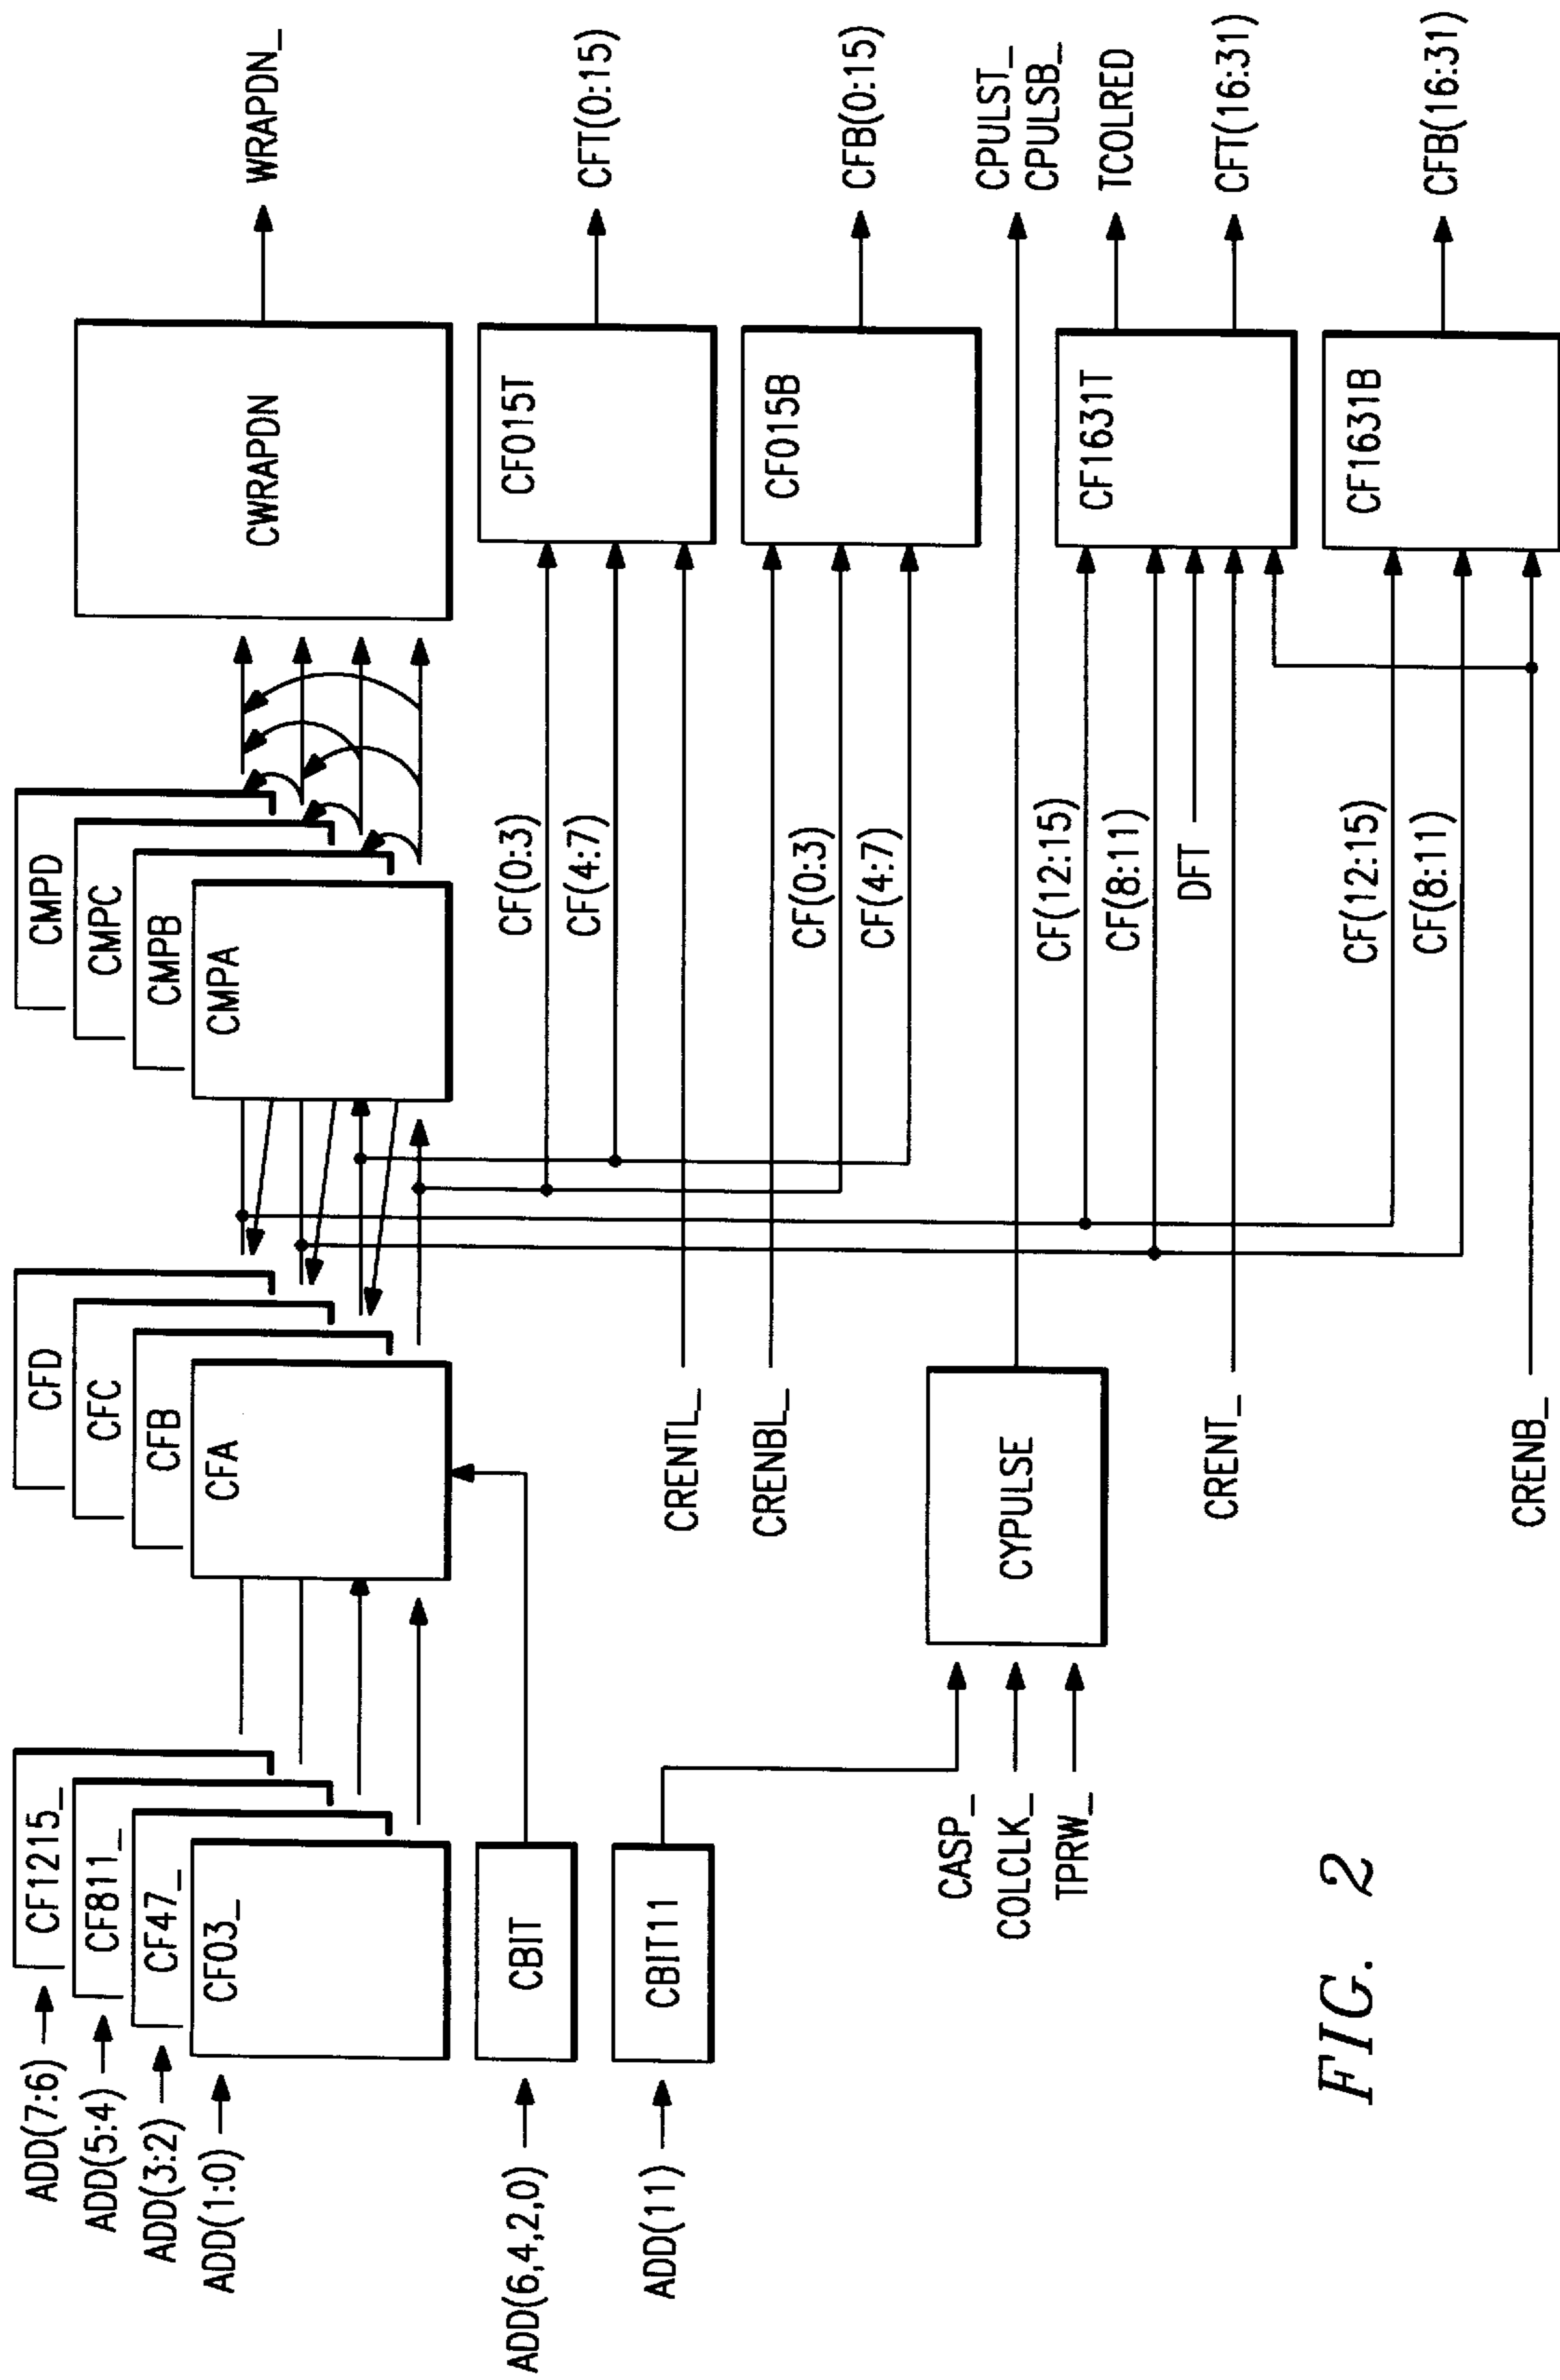 ADD(7:6)
ADD(5:4)
ADD(3:2)
ADD(1:0)
CF1215_
CF811_
CF47_
CF03_
ADD(6,4,2,0)
CBIT
ADD(11)
CBIT11
CFD
CFC
CFB
CFA
CMPD
CMPC
CMPB
CMPA
CWRAPDN
WRAPDN_
CF(0:3)
CF(4:7)
CRENTL_
CF015T
CFT(0:15)
CRENBL_
CF(0:3)
CF(4:7)
CF015B
CFB(0:15)
CASP_
COLCLK_
TPRW_
CYPULSE
CPULST_
CPULSB_
CF(12:15)
CF(8:11)
DFT
CRENT_
CF1631T
TCOLRED
CFT(16:31)
CF(12:15)
CF(8:11)
CRENB_
CF1631B
CFB(16:31)
FIG. 2